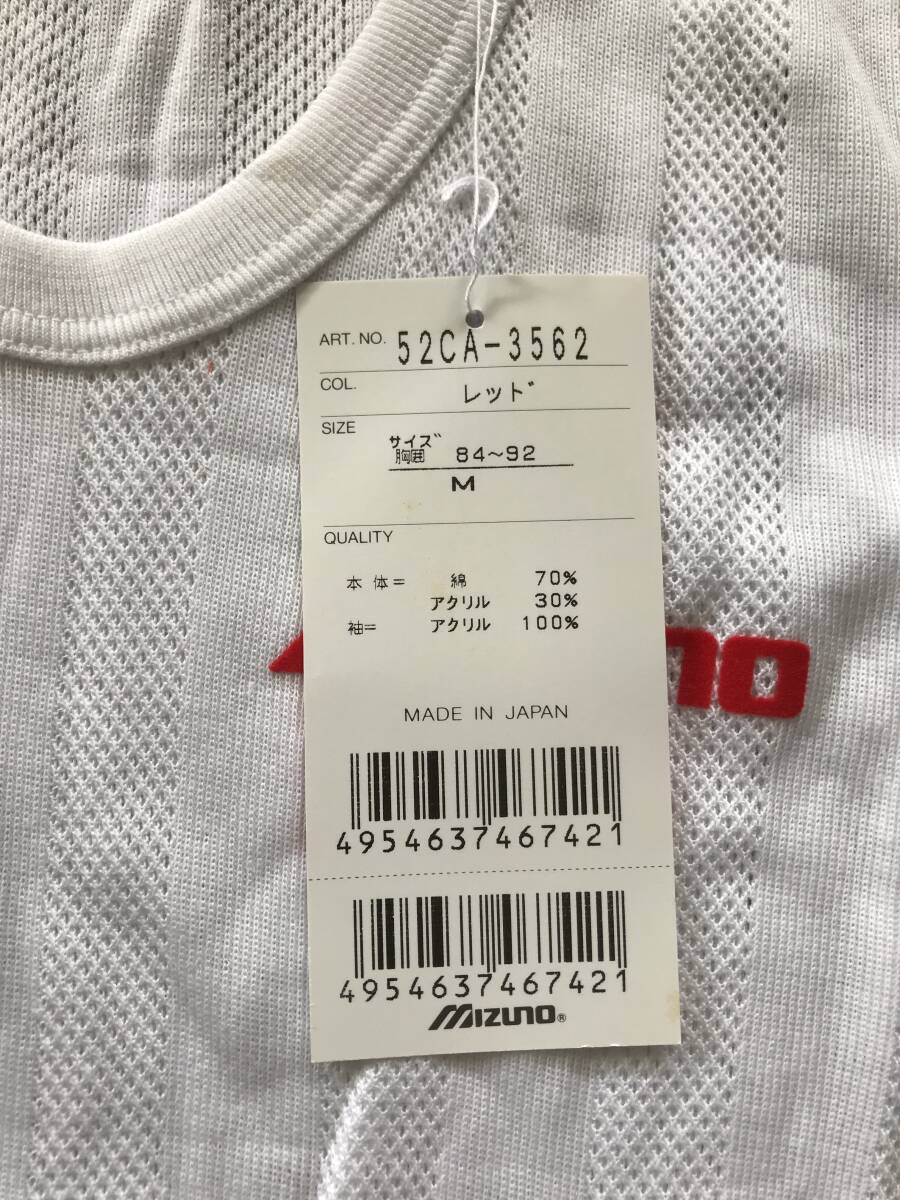 ART. NO. 52CA-3562
COL. レッド
SIZE
サイズ
胸囲 84~92
M
QUALITY
本体= 綿 70%
アクリル 30%
袖= アクリル 100%
MADE IN JAPAN
4954637467421
4954637467421
MIZUNO®